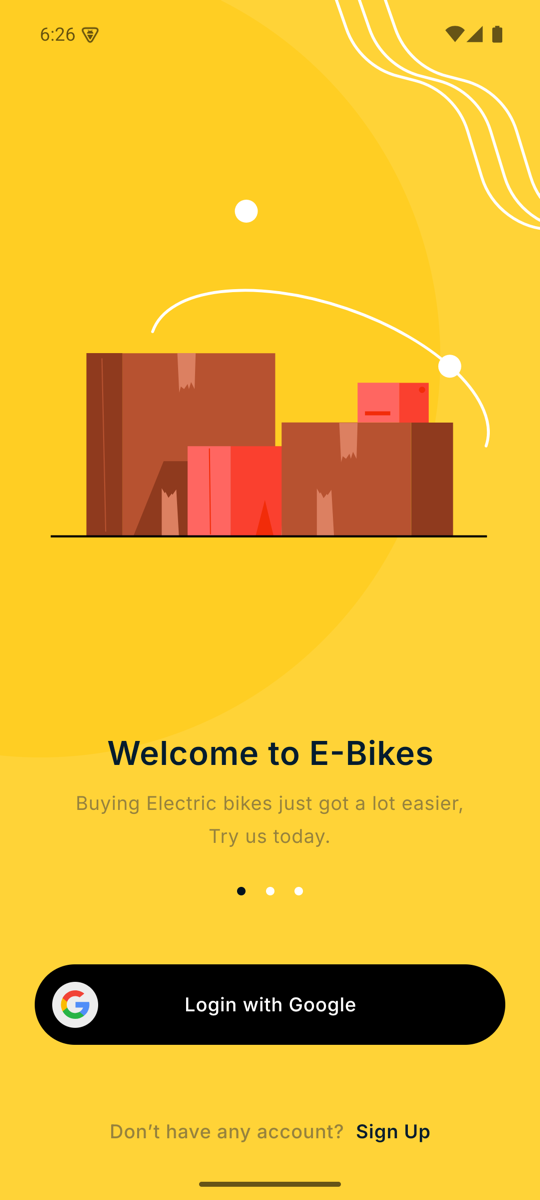 6:26
Welcome to E-Bikes
Buying Electric bikes just got a lot easier,
Try us today.
Login with Google
Don’t have any account? Sign Up